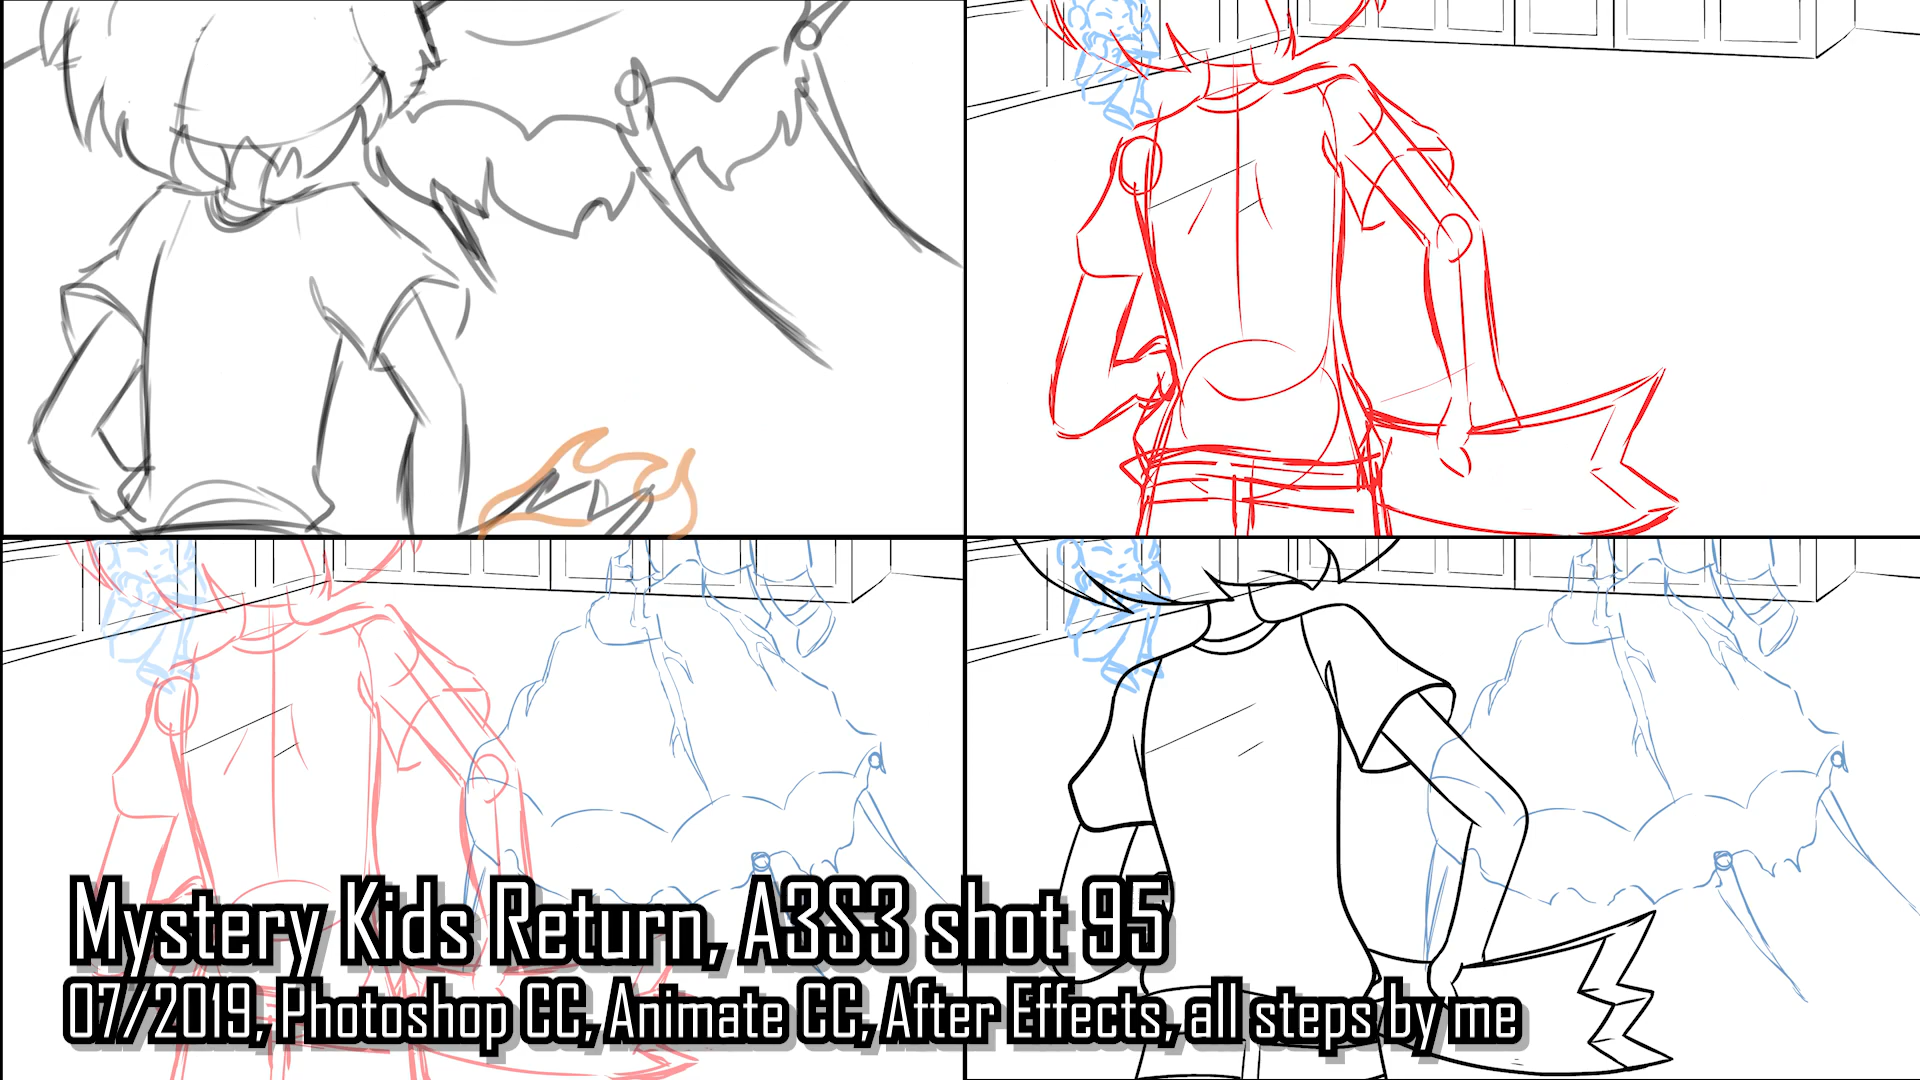 Mystery Kids Return, A3S3 shot 95
07/2019, Photoshop CC, Animate CC, After Effects, all steps by me